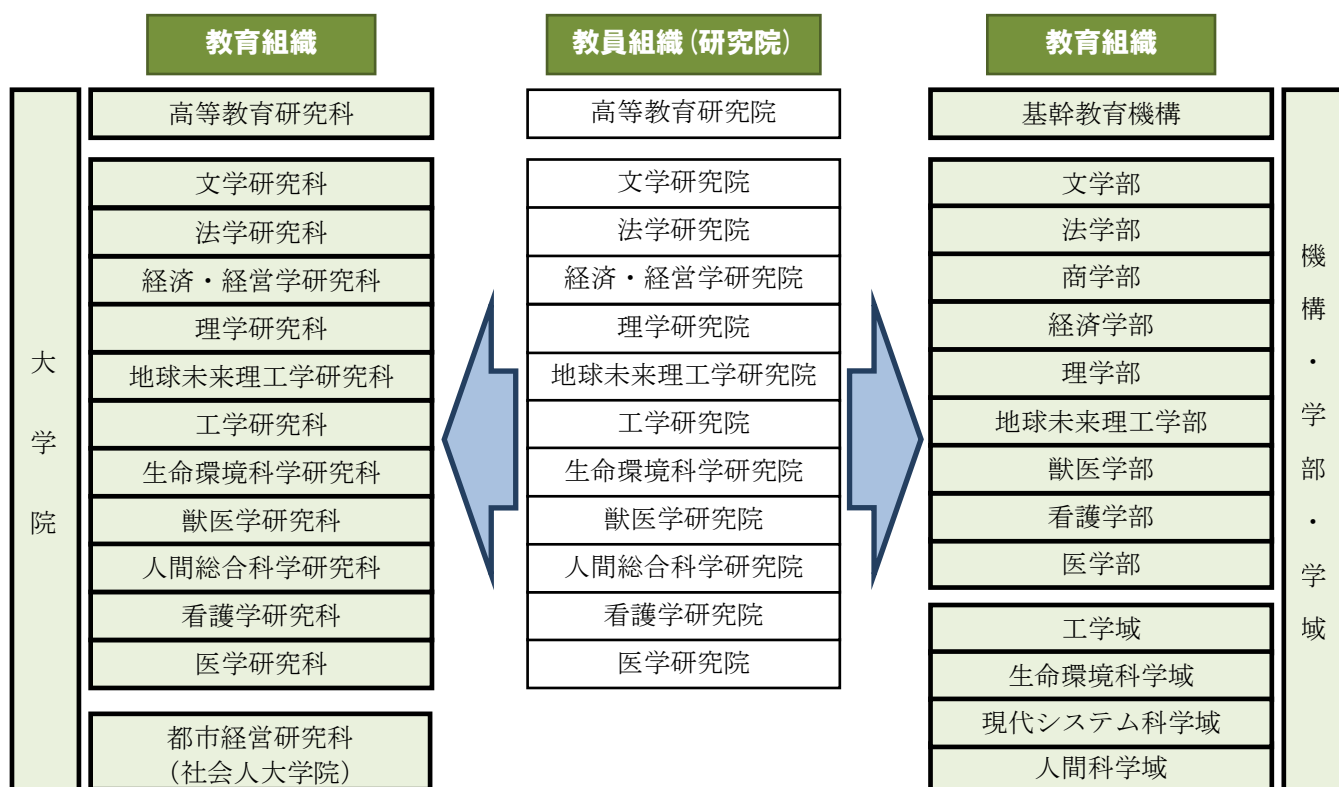 教育組織
教員組織(研究院)
教育組織
大学院
高等教育研究科
文学研究科
法学研究科
経済・経営学研究科
理学研究科
地球未来理工学研究科
工学研究科
生命環境科学研究科
獣医学研究科
人間総合科学研究科
看護学研究科
医学研究科
都市経営研究科
(社会人大学院)
高等教育研究院
文学研究院
法学研究院
経済・経営学研究院
理学研究院
地球未来理工学研究院
工学研究院
生命環境科学研究院
獣医学研究院
人間総合科学研究院
看護学研究院
医学研究院
基幹教育機構
文学部
法学部
商学部
経済学部
理学部
地球未来理工学部
獣医学部
看護学部
医学部
工学域
生命環境科学域
現代システム科学域
人間科学域
機構・学部・学域